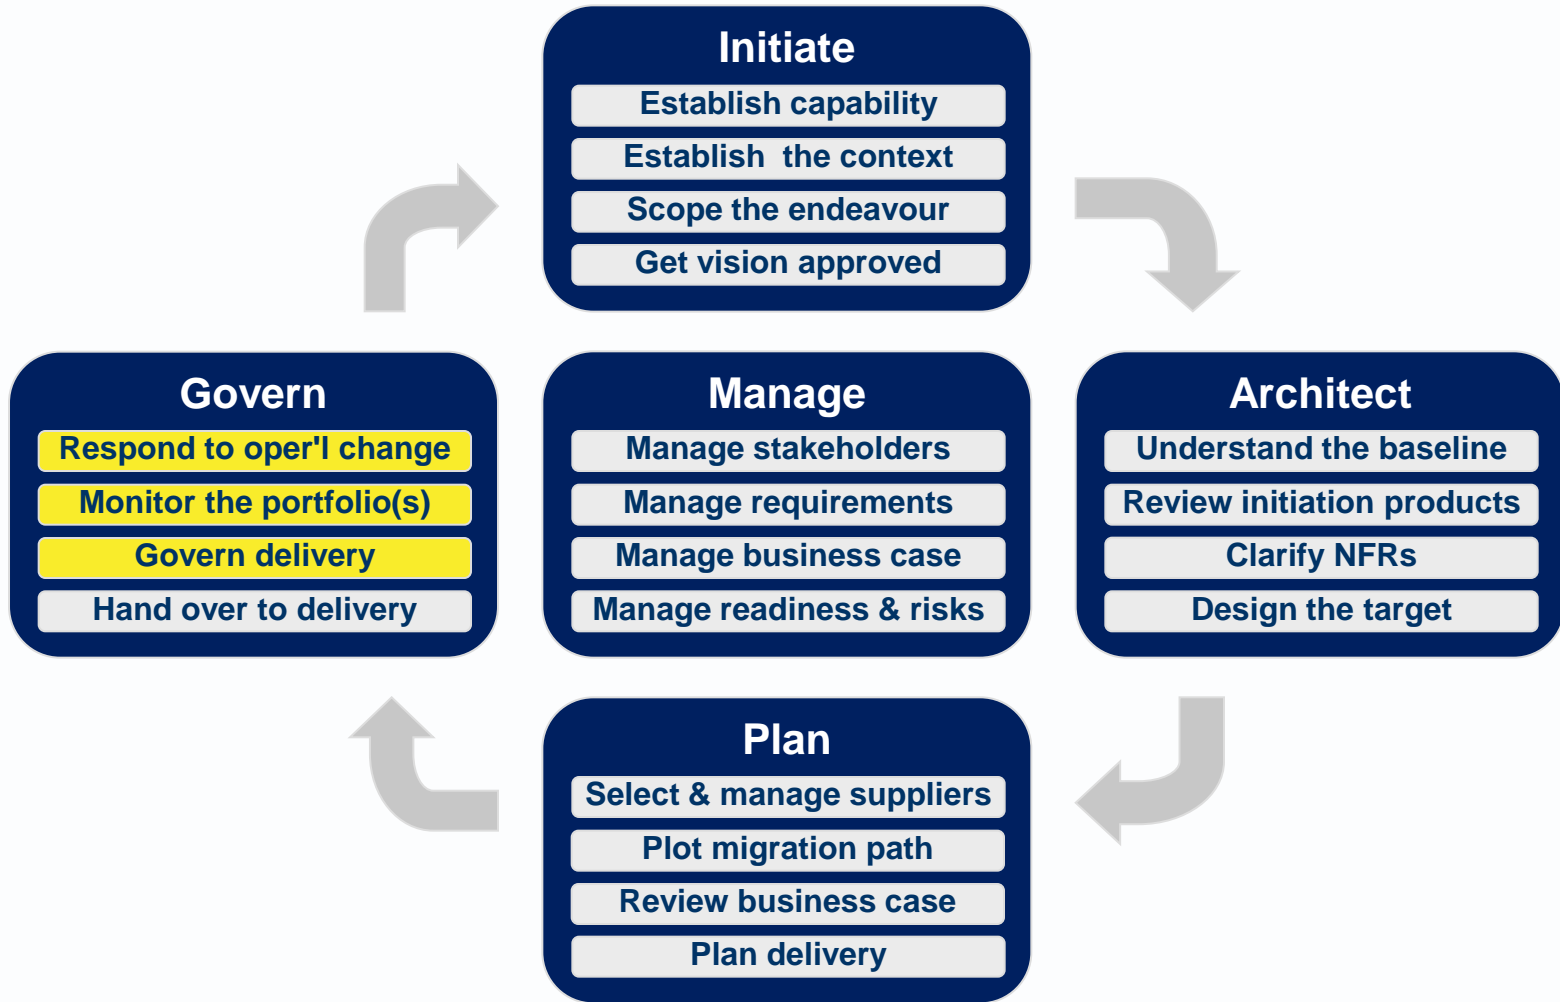 Initiate
Establish capability
Establish  the context
Scope the endeavour
Get vision approved
Govern
Respond to oper'l change
Monitor the portfolio(s)
Govern delivery
Hand over to delivery
Manage
Manage stakeholders
Manage requirements
Manage business case
Manage readiness & risks
Architect
Understand the baseline
Review initiation products
Clarify NFRs
Design the target
Plan
Select & manage suppliers
Plot migration path
Review business case
Plan delivery